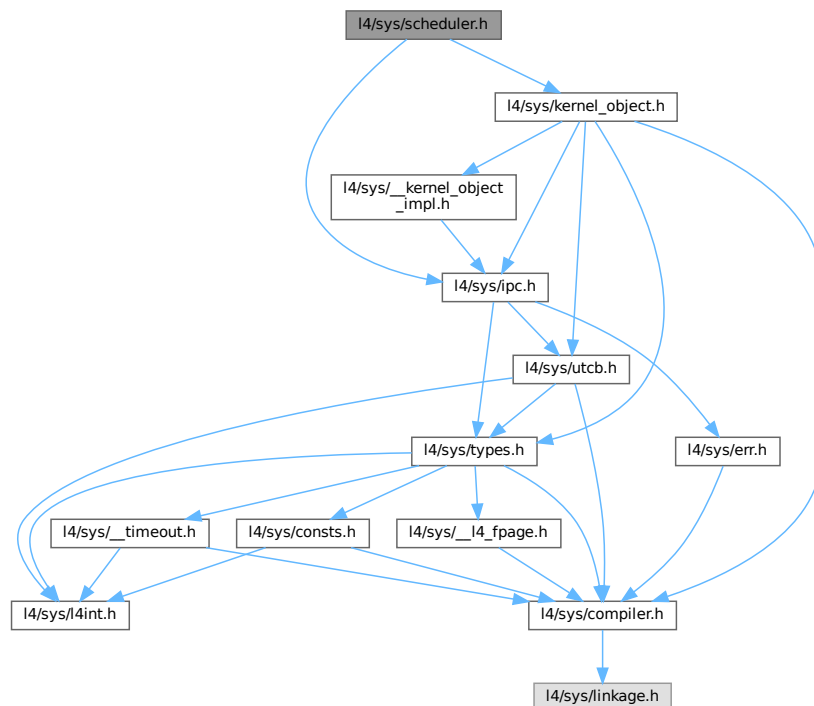 l4/sys/scheduler.h
l4/sys/kernel_object.h
l4/sys/__kernel_object
_impl.h
l4/sys/ipc.h
l4/sys/utcb.h
l4/sys/types.h
l4/sys/err.h
l4/sys/__timeout.h
l4/sys/consts.h
l4/sys/__l4_fpage.h
l4/sys/l4int.h
l4/sys/compiler.h
l4/sys/linkage.h